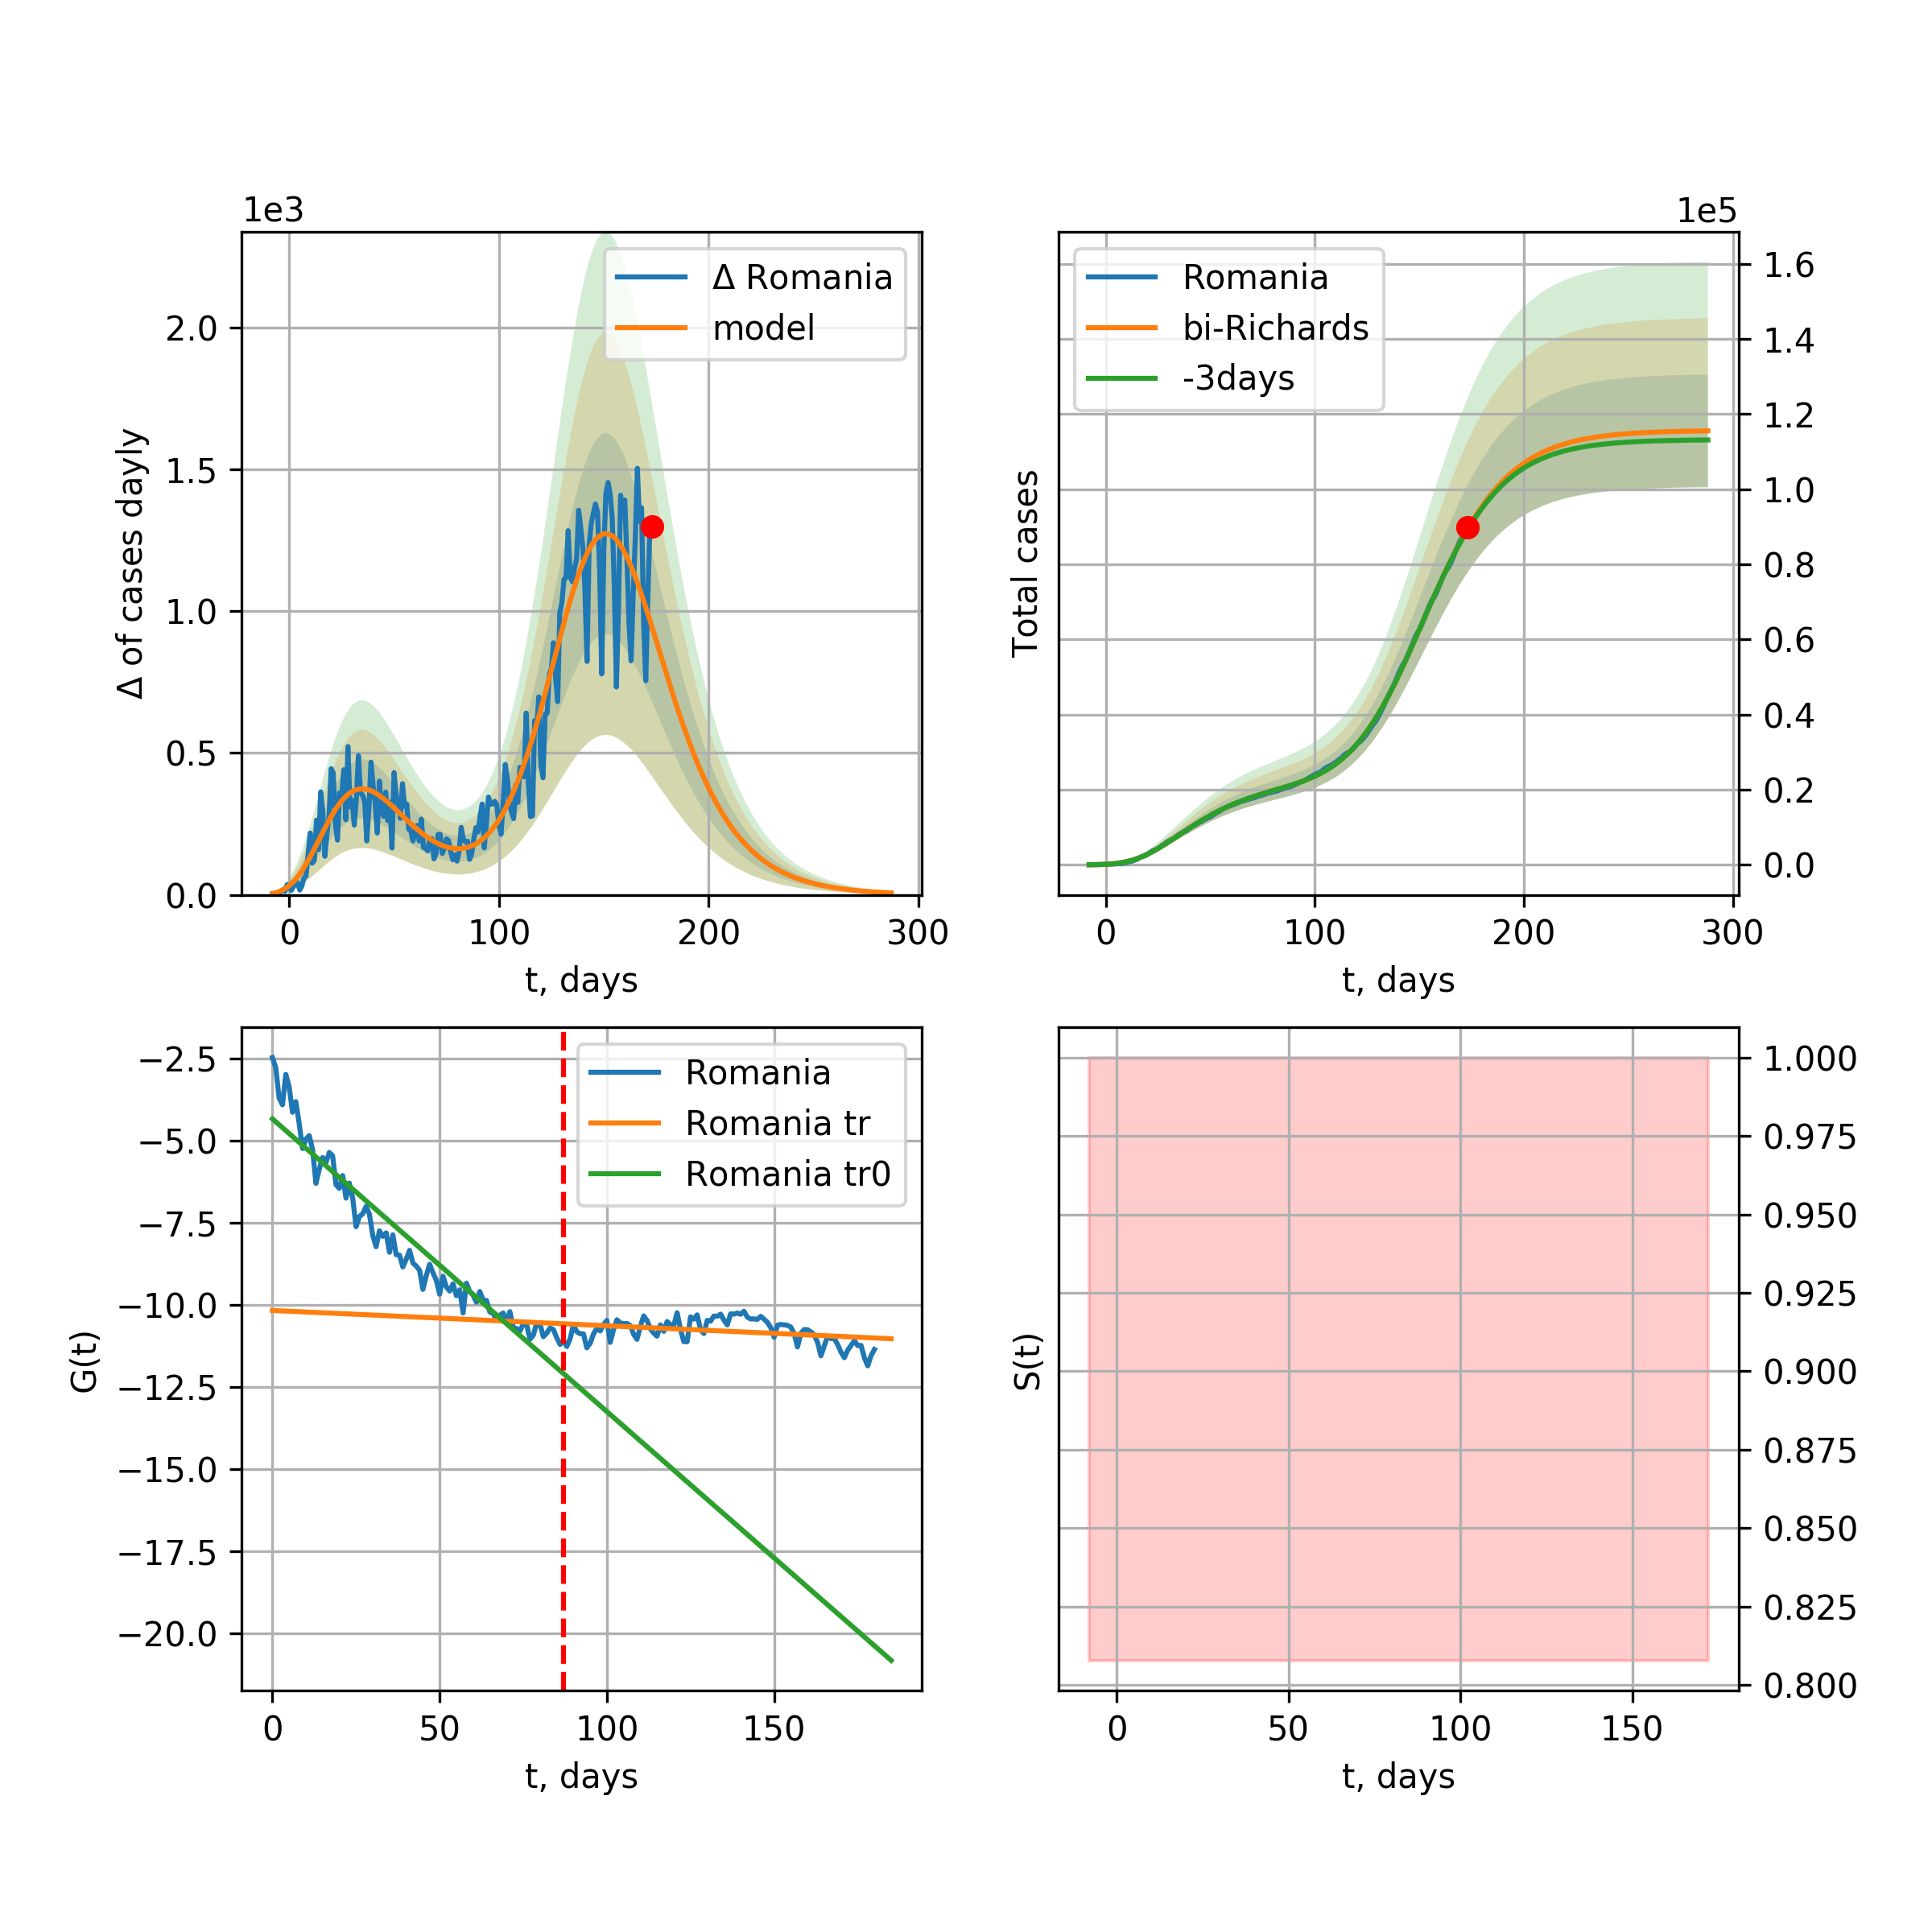 1e3
Δ of cases dayly
2.0
1.5
1.0
0.5
0.0
0 100 200 300
t, days
Δ Romania
model
1e5
Total cases
1.6
1.4
1.2
1.0
0.8
0.6
0.4
0.2
0.0
0 100 200 300
t, days
Romania
bi-Richards
-3days
G(t)
−2.5
−5.0
−7.5
−10.0
−12.5
−15.0
−17.5
−20.0
0 50 100 150
t, days
Romania
Romania tr
Romania tr0
S(t)
1.000
0.975
0.950
0.925
0.900
0.875
0.850
0.825
0.800
0 50 100 150
t, days